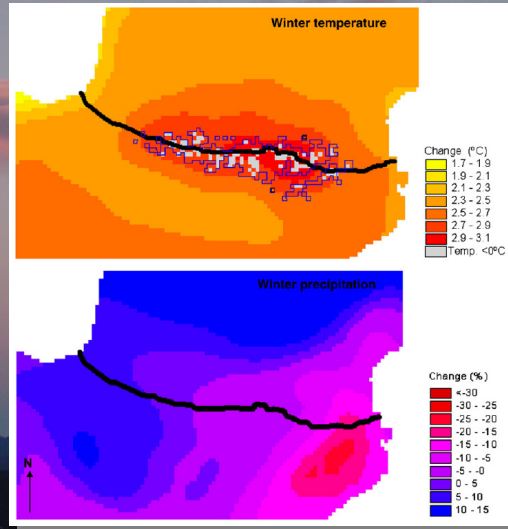 Winter temperature
Change (ºC)
1.7 - 1.9
1.9 - 2.1
2.1 - 2.3
2.3 - 2.5
2.5 - 2.7
2.7 - 2.9
2.9 - 3.1
Temp. <0ºC
Winter precipitation
Change (%)
<-30
-30 - -25
-25 - -20
-20 - -15
-15 - -10
-10 - -5
-5 - -0
0 - 5
5 - 10
10 - 15
N